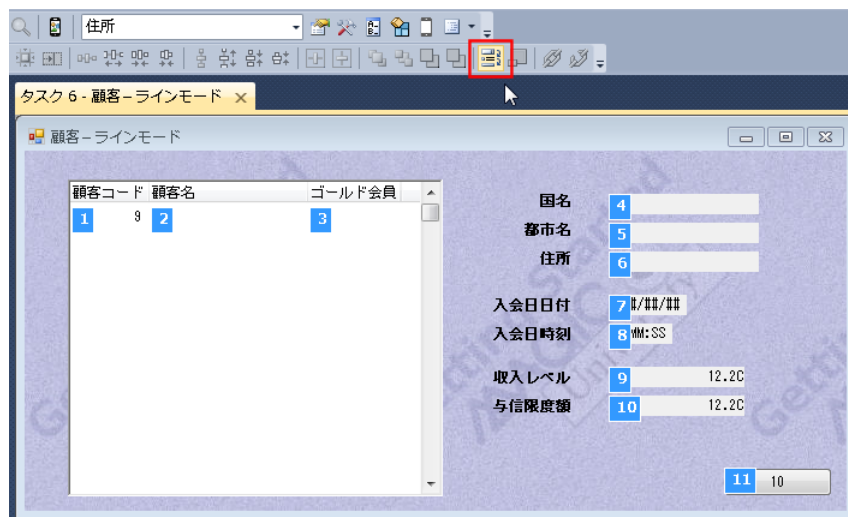 住所
タスク 6 - 顧客－ラインモード ×
顧客－ラインモード
顧客コード 顧客名 ゴールド会員
1 9 2 3
国名 4
都市名 5
住所 6
入会日日付 7 #/##/##
入会日時刻 8 MM:SS
収入レベル 9 12.2C
与信限度額 10 12.2C
11 10